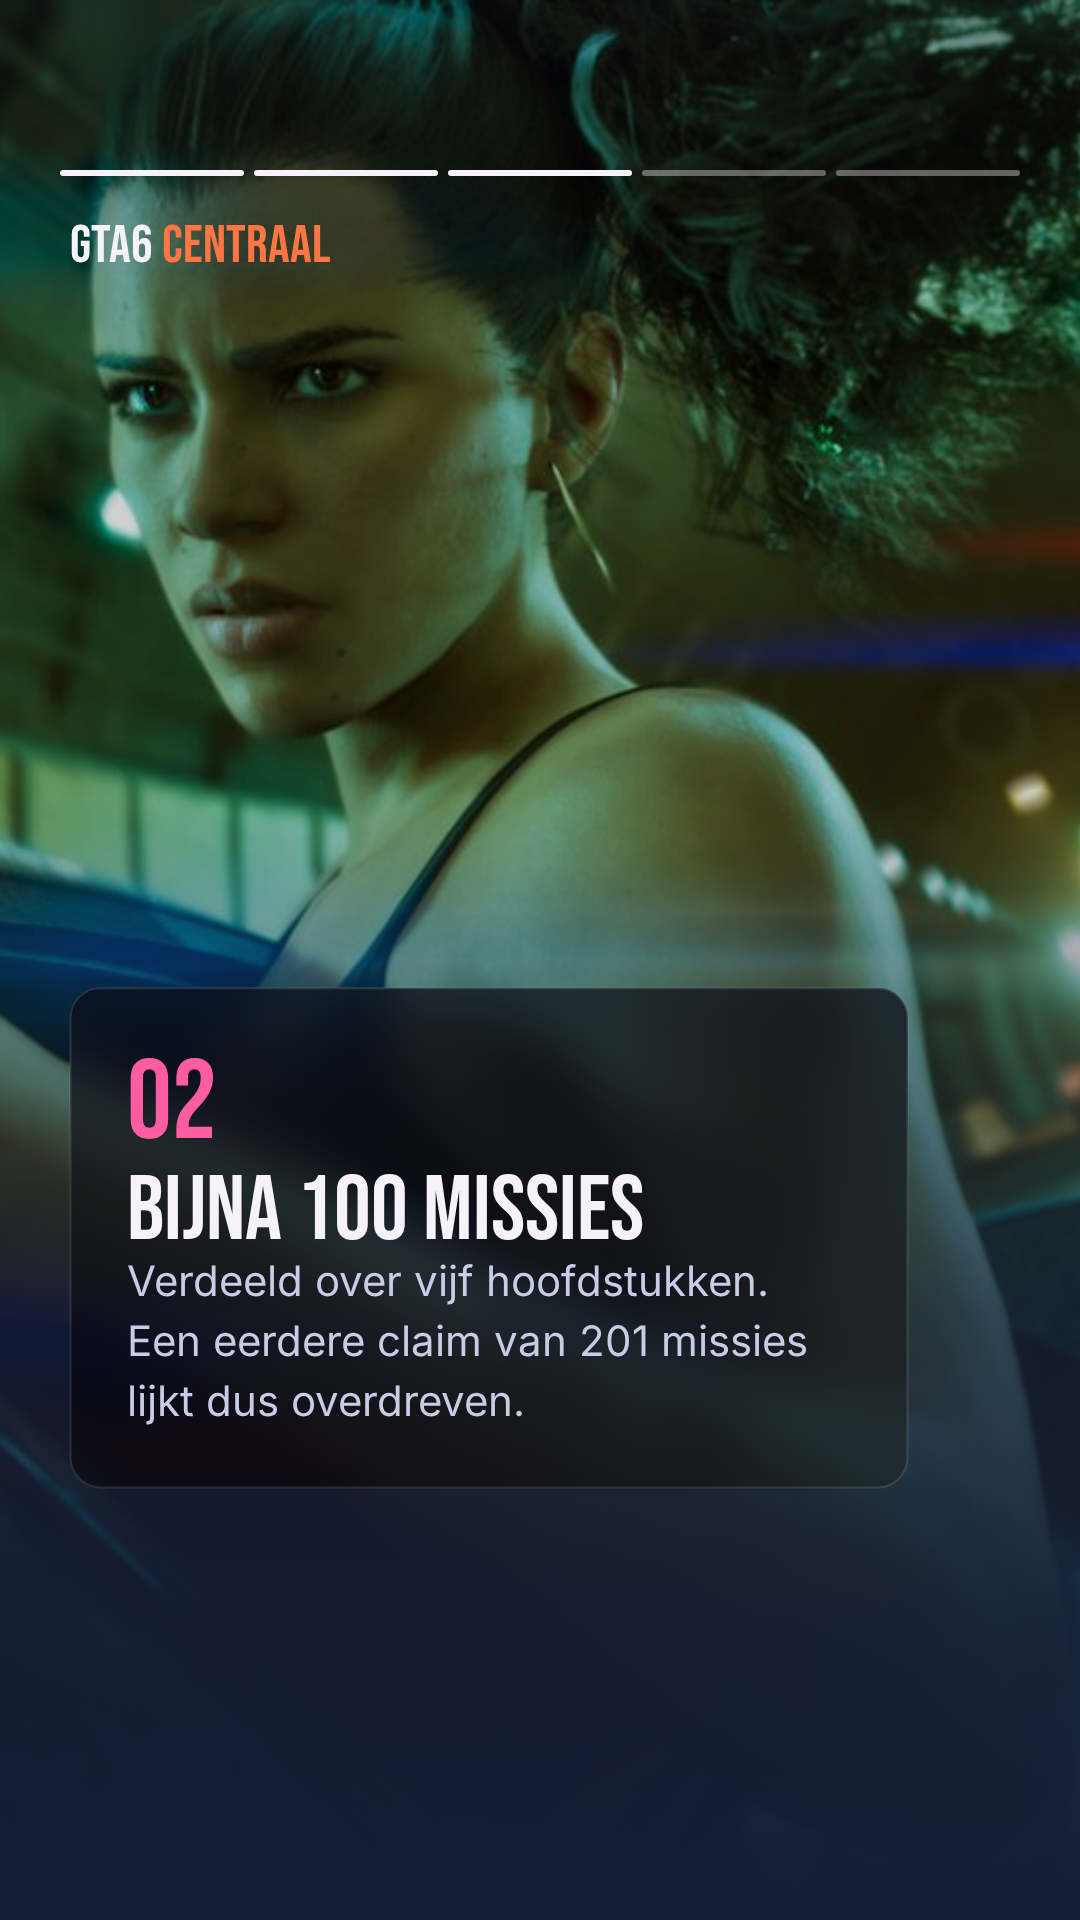 GTA6 CENTRAAL
02
BIJNA 100 MISSIES
Verdeeld over vijf hoofdstukken.
Een eerdere claim van 201 missies
lijkt dus overdreven.